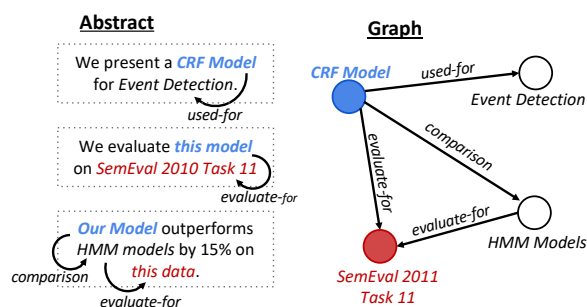 Abstract
We present a CRF Model
for Event Detection.
used-for
We evaluate this model
on SemEval 2010 Task 11
evaluate-for
Our Model outperforms
HMM models by 15% on
this data.
comparison
evaluate-for
Graph
CRF Model
used-for
Event Detection
comparison
evaluate-for
evaluate-for
HMM Models
SemEval 2011
Task 11